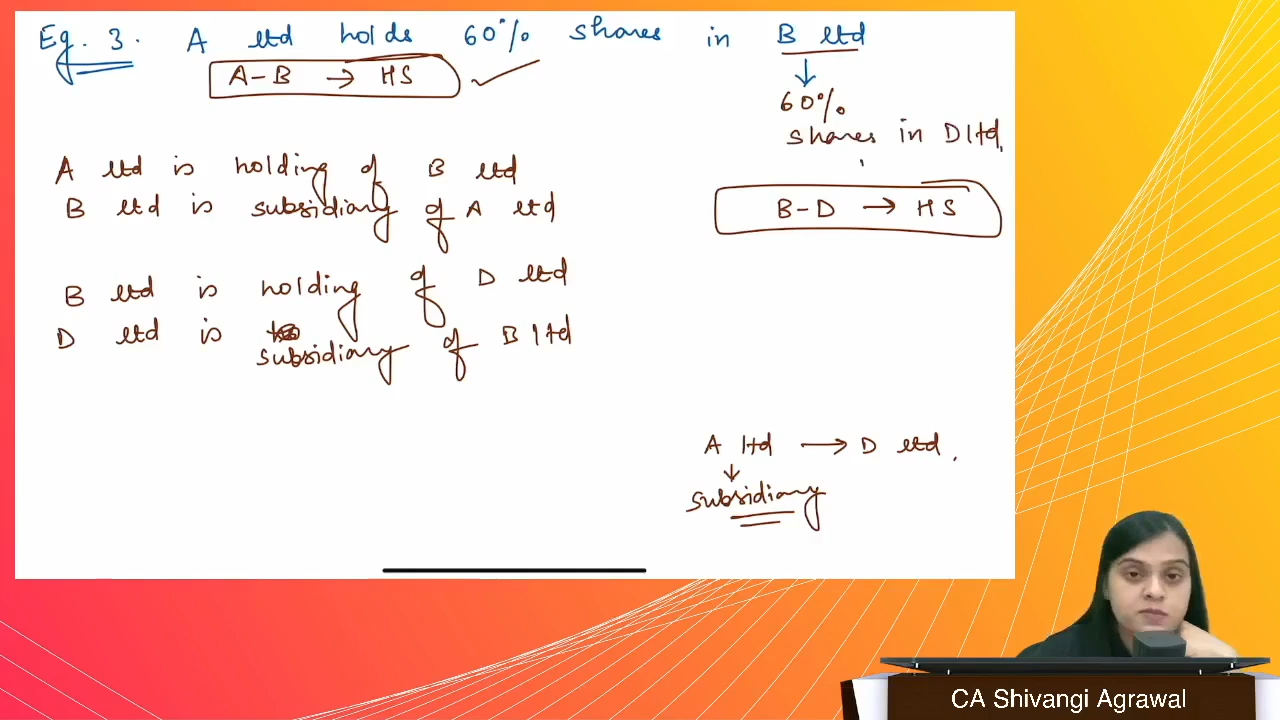 Eg. 3. A ltd holds 60% shares in B ltd
A-B → HS
60%
shares in D ltd.
A ltd is holding of B ltd
B ltd is subsidiary of A ltd
B-D → HS
B ltd is holding of D ltd
D ltd is
subsidiary of B ltd
A ltd → D ltd.
subsidiary
CA Shivangi Agrawal